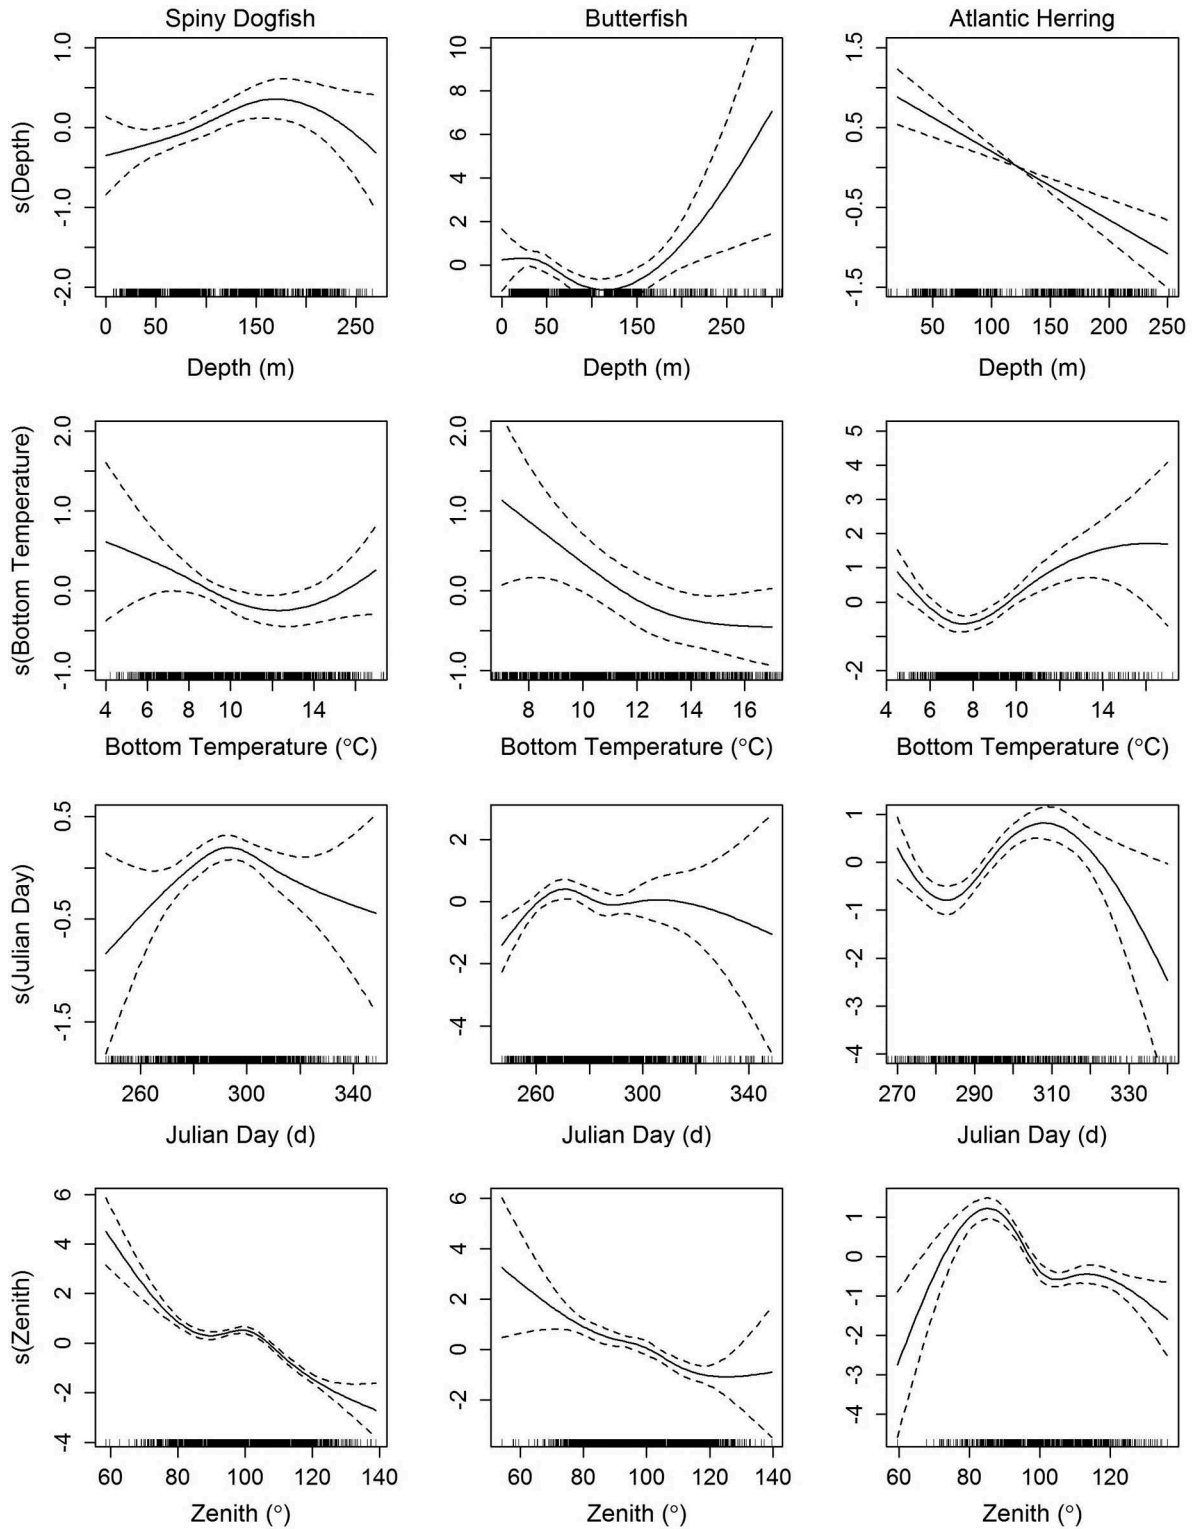 Spiny Dogfish Butterfish Atlantic Herring
s(Depth)
1.0 0.0 -1.0 -2.0
10 8 6 4 2 0
1.5 0.5 -0.5 -1.5
0 50 150 250
0 50 150 250
50 100 150 200 250
Depth (m) Depth (m) Depth (m)
s(Bottom Temperature)
2.0 1.0 0.0 -1.0
2.0 1.0 0.0 -1.0
5 4 3 2 1 0 -2
4 6 8 10 14
8 10 12 14 16
4 6 8 10 14
Bottom Temperature (°C) Bottom Temperature (°C) Bottom Temperature (°C)
s(Julian Day)
0.5 -0.5 -1.5
2 0 -2 -4
1 0 -1 -2 -3 -4
260 300 340
260 300 340
270 290 310 330
Julian Day (d) Julian Day (d) Julian Day (d)
s(Zenith)
6 4 2 0 -2 -4
6 4 2 0 -2
1 0 -1 -2 -3 -4
60 80 100 120 140
60 80 100 120 140
60 80 100 120
Zenith (°) Zenith (°) Zenith (°)